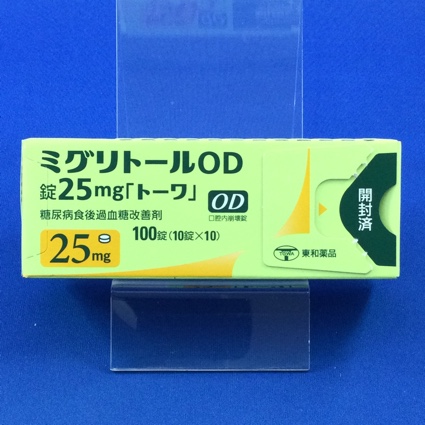 ミグリトールOD
錠25mg「トーワ」
OD
口腔内崩壊錠
糖尿病食後過血糖改善剤
25mg
100錠(10錠×10)
TOWA
東和薬品
開封済